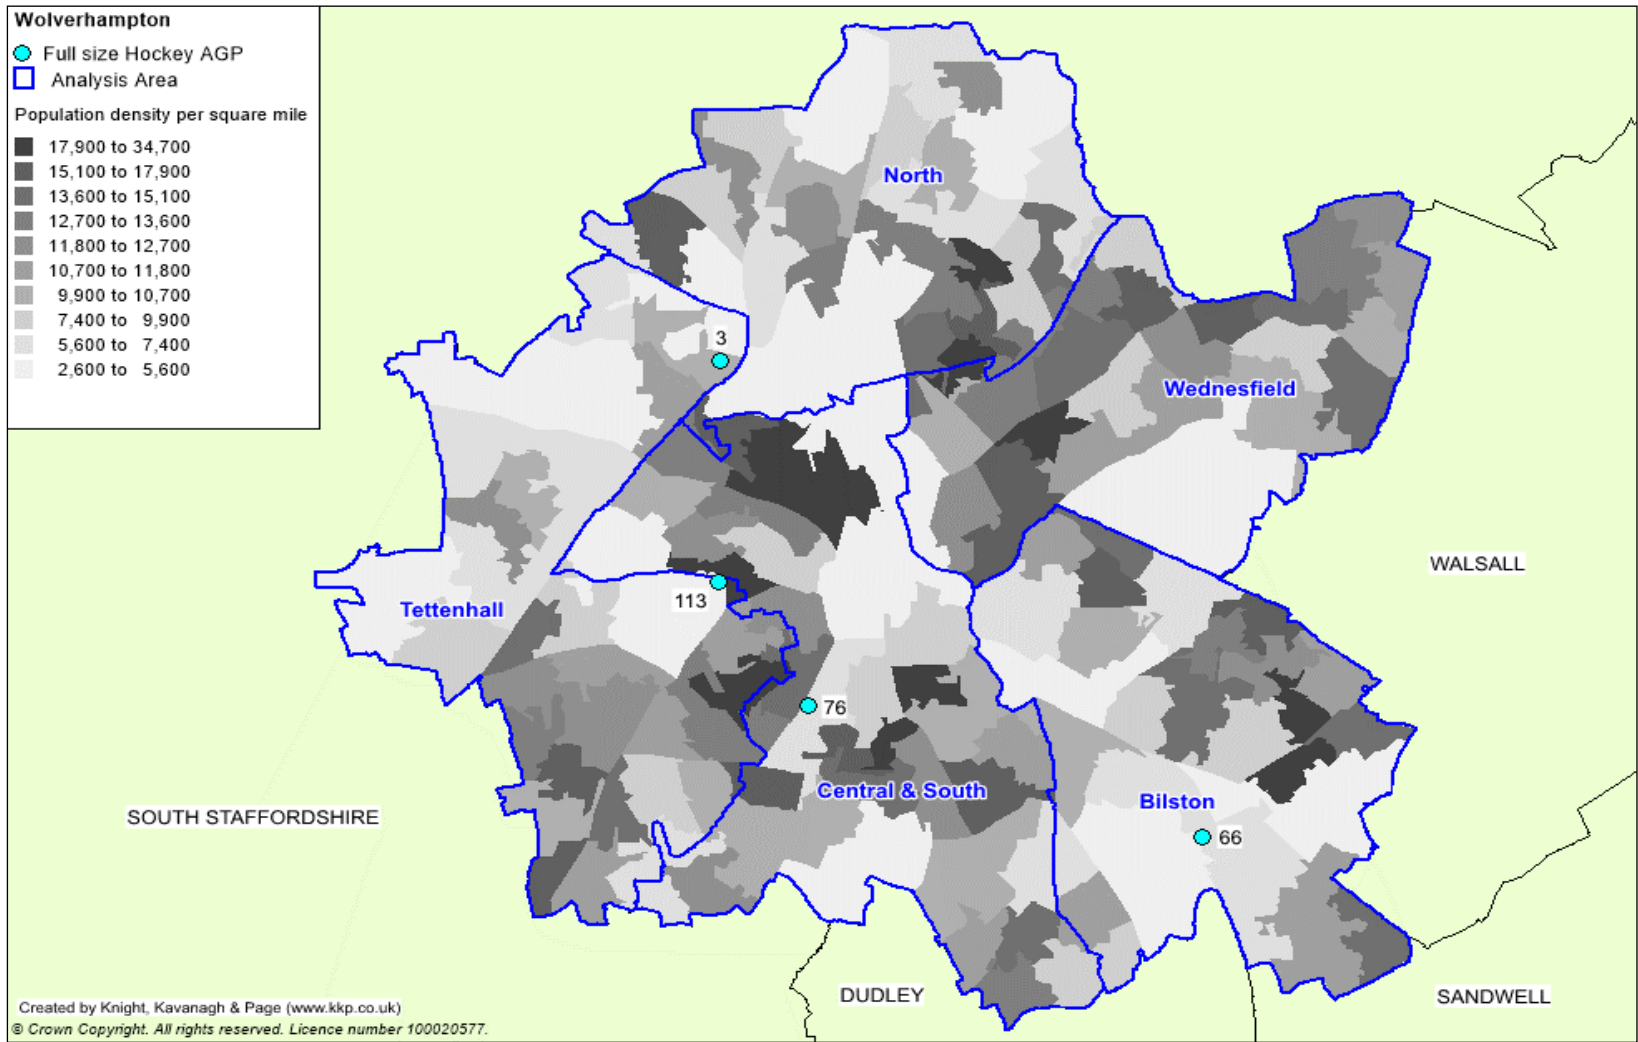 Wolverhampton
Full size Hockey AGP
Analysis Area
Population density per square mile
17,900 to 34,700
15,100 to 17,900
13,600 to 15,100
12,700 to 13,600
11,800 to 12,700
10,700 to 11,800
9,900 to 10,700
7,400 to 9,900
5,600 to 7,400
2,600 to 5,600
North
3
Wednesfield
WALSALL
113
Tettenhall
76
Central & South
Bilston
SOUTH STAFFORDSHIRE
66
DUDLEY
SANDWELL
Created by Knight, Kavanagh & Page (www.kkp.co.uk)
© Crown Copyright. All rights reserved. Licence number 100020577.